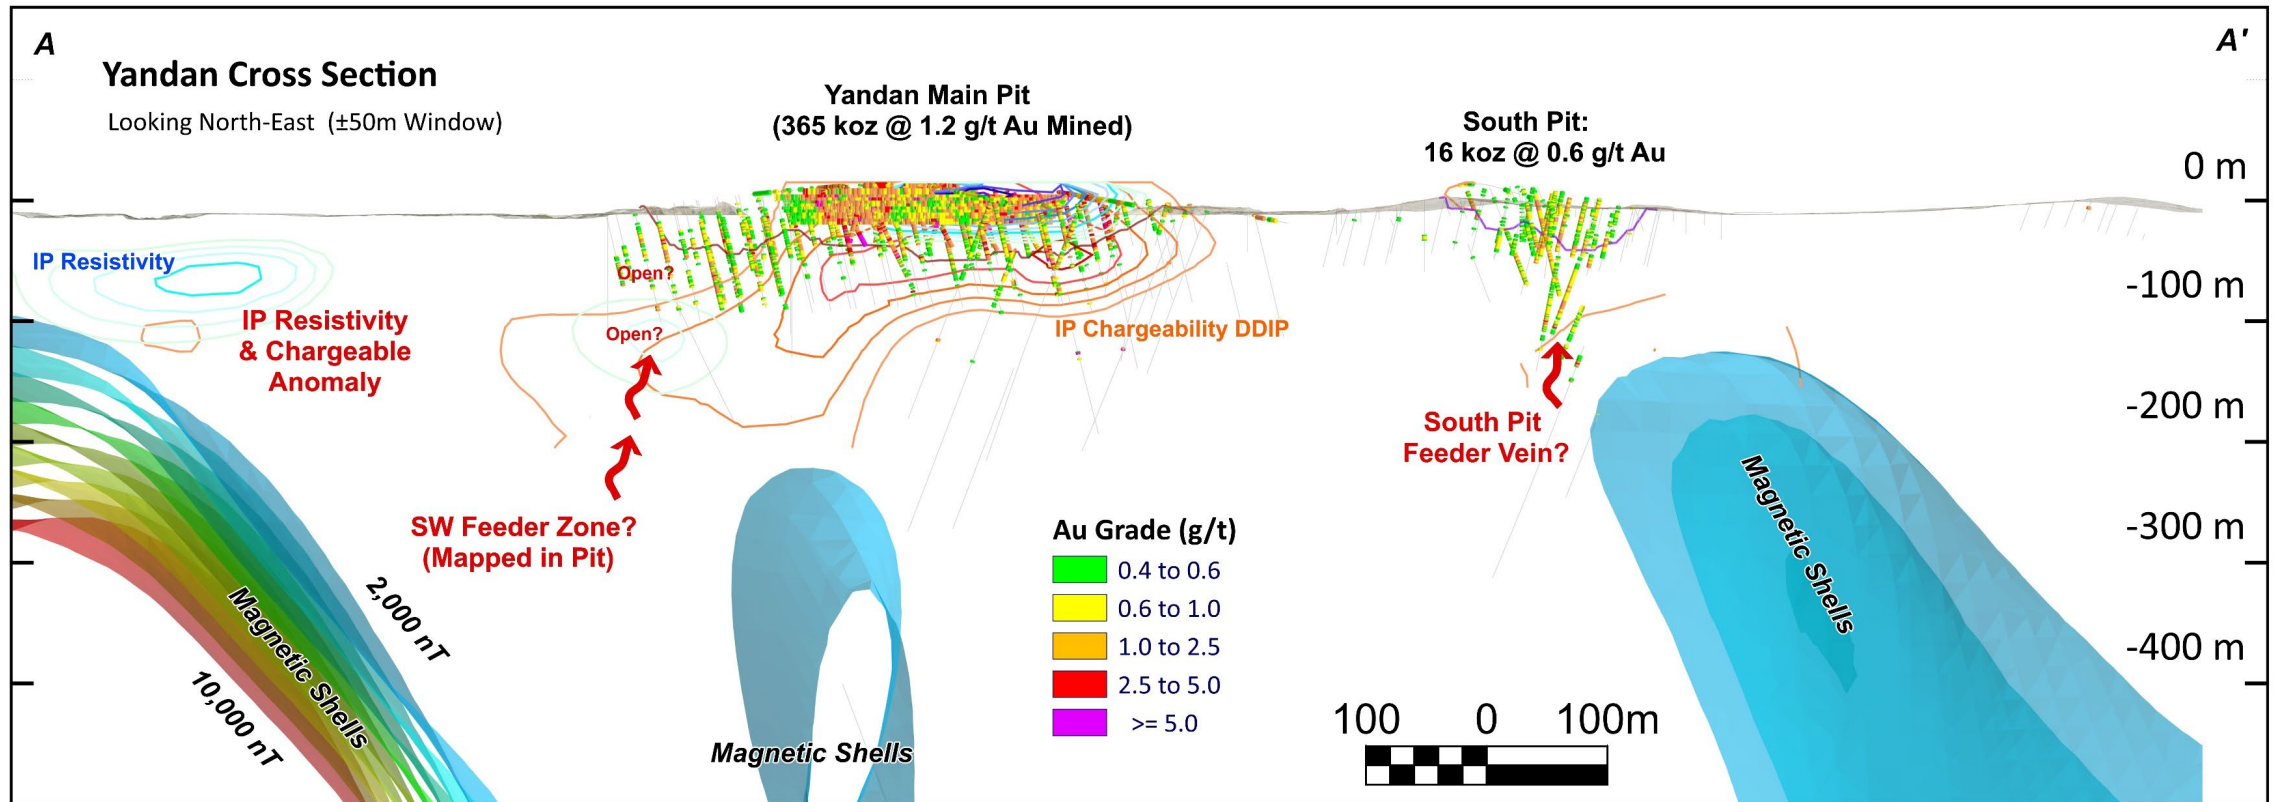 A
A'
Yandan Cross Section
Looking North-East (±50m Window)
Yandan Main Pit
(365 koz @ 1.2 g/t Au Mined)
South Pit:
16 koz @ 0.6 g/t Au
0 m
-100 m
-200 m
-300 m
-400 m
IP Resistivity
IP Resistivity
& Chargeable
Anomaly
Open?
Open?
IP Chargeability DDIP
SW Feeder Zone?
(Mapped in Pit)
South Pit
Feeder Vein?
Magnetic Shells
2,000 nT
10,000 nT
Magnetic Shells
Magnetic Shells
Au Grade (g/t)
0.4 to 0.6
0.6 to 1.0
1.0 to 2.5
2.5 to 5.0
>= 5.0
100 0 100m